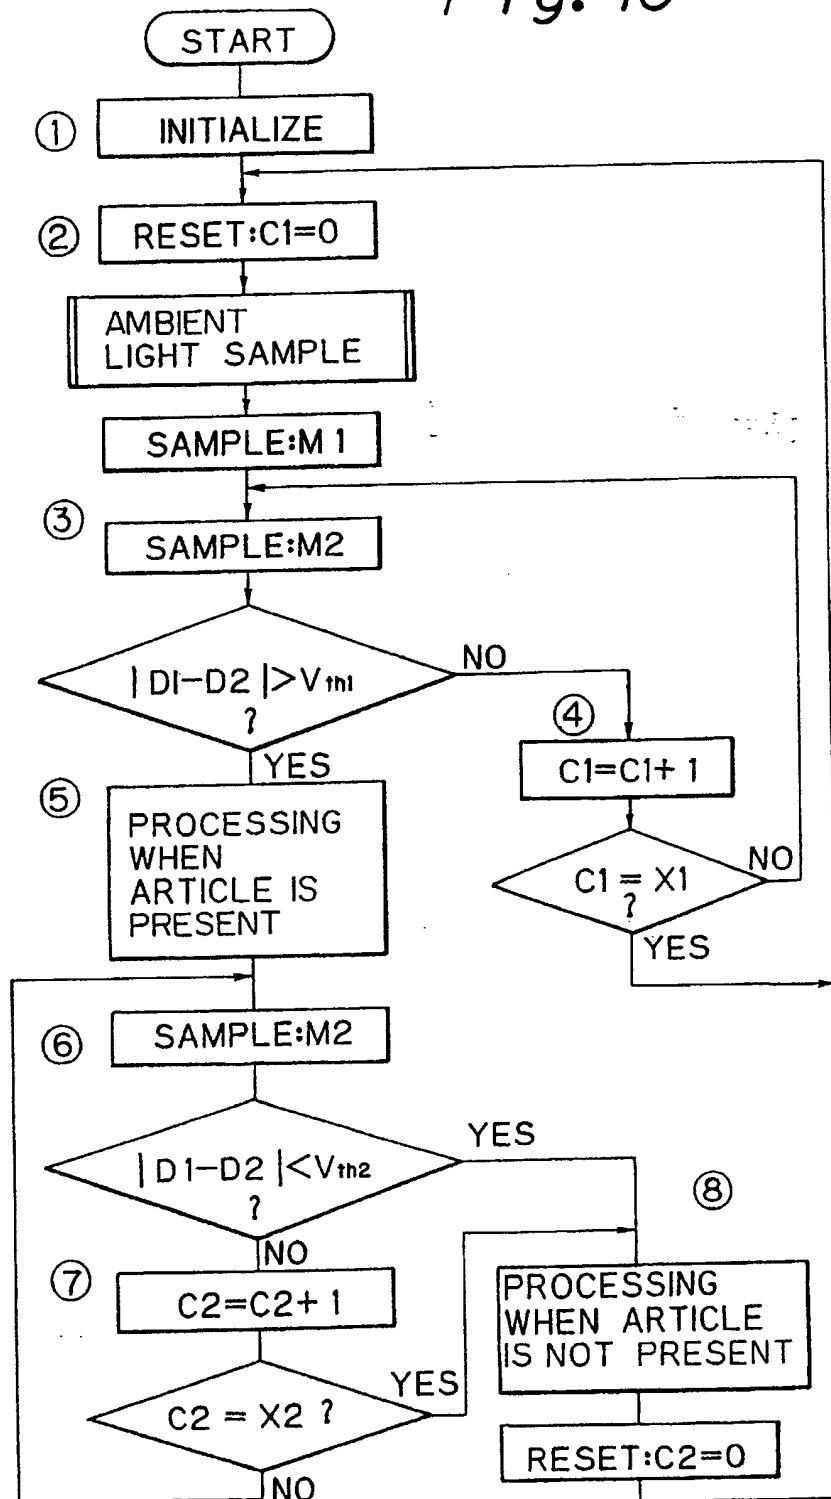 Fig. 10
START
① INITIALIZE
② RESET:C1=0
AMBIENT
LIGHT SAMPLE
SAMPLE:M1
③
SAMPLE:M2
|D1-D2|>Vth1
?
NO
YES
④
C1=C1+1
C1=X1
?
NO
YES
⑤
PROCESSING
WHEN
ARTICLE IS
PRESENT
⑥ SAMPLE:M2
|D1-D2|<Vth2
?
YES
NO
⑦ C2=C2+1
C2=X2 ?
YES
NO
⑧
PROCESSING
WHEN ARTICLE
IS NOT PRESENT
RESET:C2=0